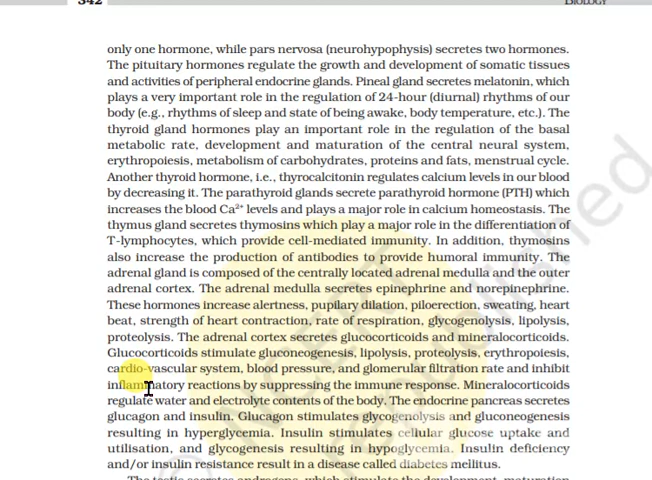 342
BIOLOGY
only one hormone, while pars nervosa (neurohypophysis) secretes two hormones.
The pituitary hormones regulate the growth and development of somatic tissues
and activities of peripheral endocrine glands. Pineal gland secretes melatonin, which
plays a very important role in the regulation of 24-hour (diurnal) rhythms of our
body (e.g., rhythms of sleep and state of being awake, body temperature, etc.). The
thyroid gland hormones play an important role in the regulation of the basal
metabolic rate, development and maturation of the central neural system,
erythropoiesis, metabolism of carbohydrates, proteins and fats, menstrual cycle.
Another thyroid hormone, i.e., thyrocalcitonin regulates calcium levels in our blood
by decreasing it. The parathyroid glands secrete parathyroid hormone (PTH) which
increases the blood Ca²⁺ levels and plays a major role in calcium homeostasis. The
thymus gland secretes thymosins which play a major role in the differentiation of
T-lymphocytes, which provide cell-mediated immunity. In addition, thymosins
also increase the production of antibodies to provide humoral immunity. The
adrenal gland is composed of the centrally located adrenal medulla and the outer
adrenal cortex. The adrenal medulla secretes epinephrine and norepinephrine.
These hormones increase alertness, pupilary dilation, piloerection, sweating, heart
beat, strength of heart contraction, rate of respiration, glycogenolysis, lipolysis,
proteolysis. The adrenal cortex secretes glucocorticoids and mineralocorticoids.
Glucocorticoids stimulate gluconeogenesis, lipolysis, proteolysis, erythropoiesis,
cardio-vascular system, blood pressure, and glomerular filtration rate and inhibit
inflammatory reactions by suppressing the immune response. Mineralocorticoids
regulate water and electrolyte contents of the body. The endocrine pancreas secretes
glucagon and insulin. Glucagon stimulates glycogenolysis and gluconeogenesis
resulting in hyperglycemia. Insulin stimulates cellular glucose uptake and
utilisation, and glycogenesis resulting in hypoglycemia. Insulin deficiency
and/or insulin resistance result in a disease called diabetes mellitus.
The testis secretes androgens, which stimulate the development, maturation
© NCERT
republished